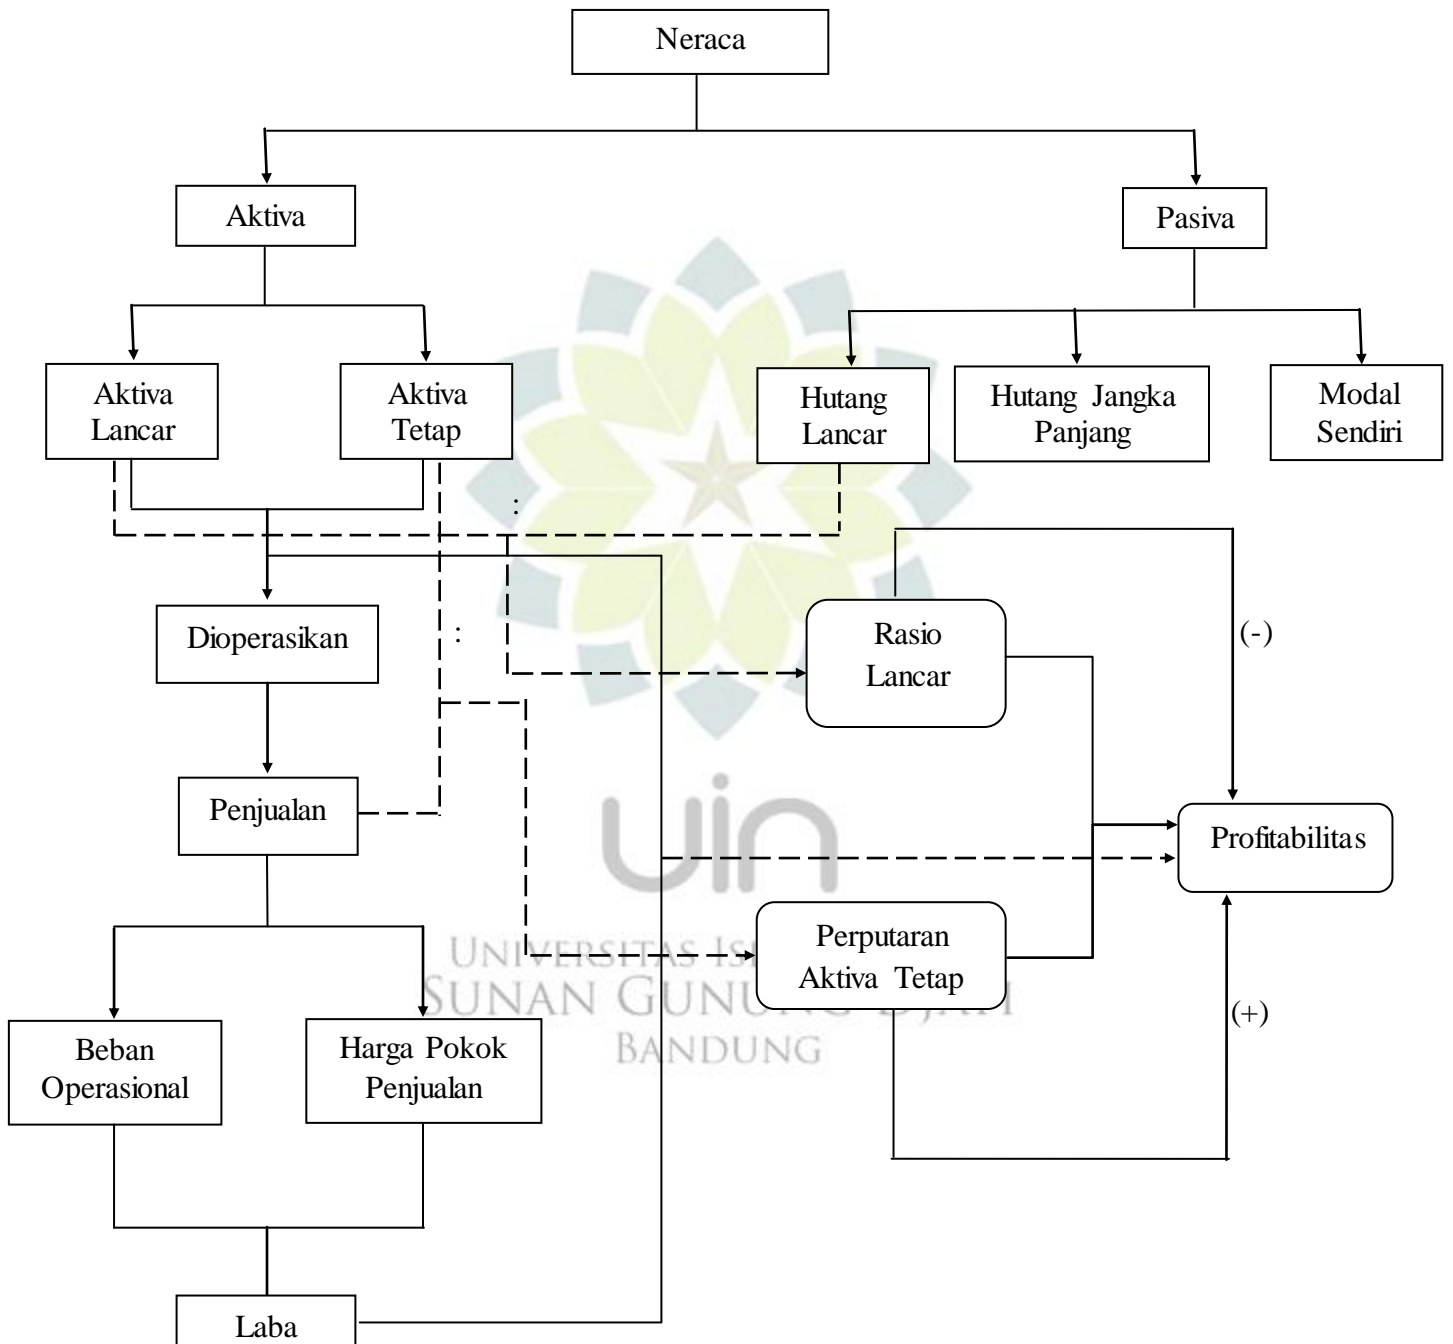 Neraca
Aktiva
Pasiva
Aktiva
Lancar
Aktiva
Tetap
Hutang
Lancar
Hutang Jangka
Panjang
Modal
Sendiri
:
Dioperasikan
:
Rasio
Lancar
(-)
Penjualan
uin
Profitabilitas
Perputaran
Aktiva Tetap
UNIVERSITAS
SUNAN GUNUNG DJATI
BANDUNG
(+)
Beban
Operasional
Harga Pokok
Penjualan
Laba